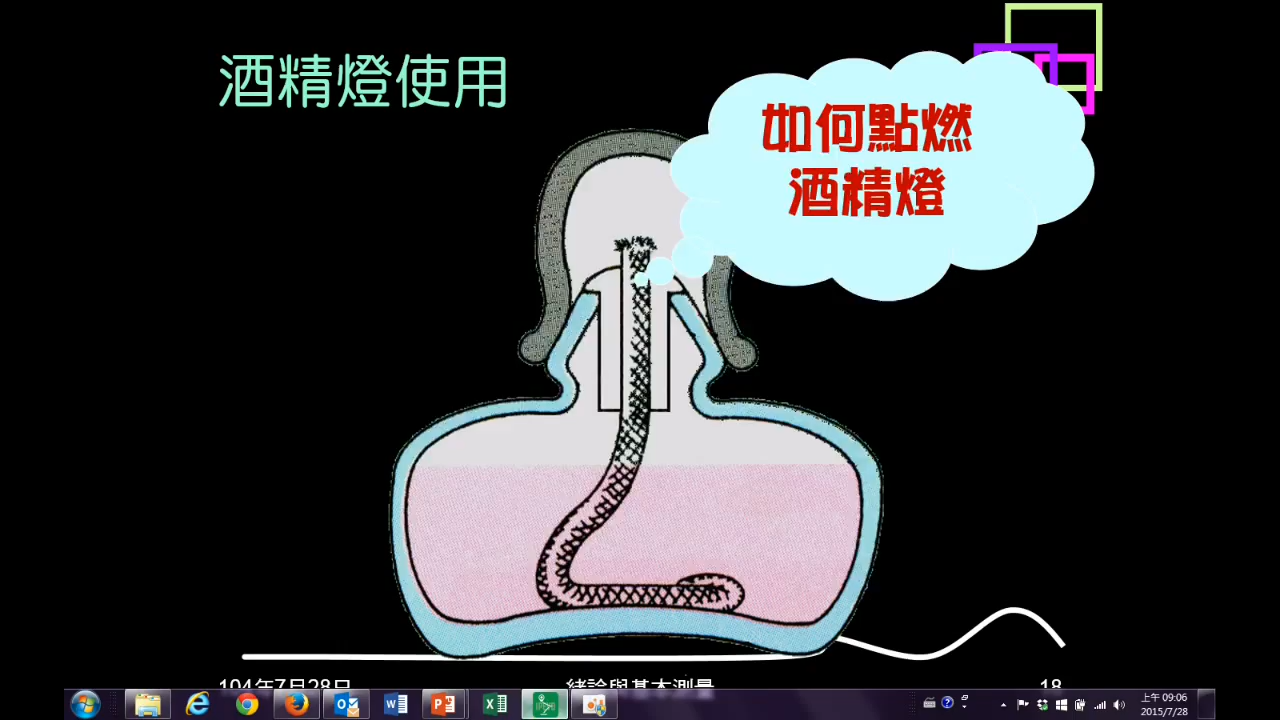 酒精燈使用
如何點燃
酒精燈
104年7月28日
緒論與基本測量
18
上午 09:06
2015/7/28